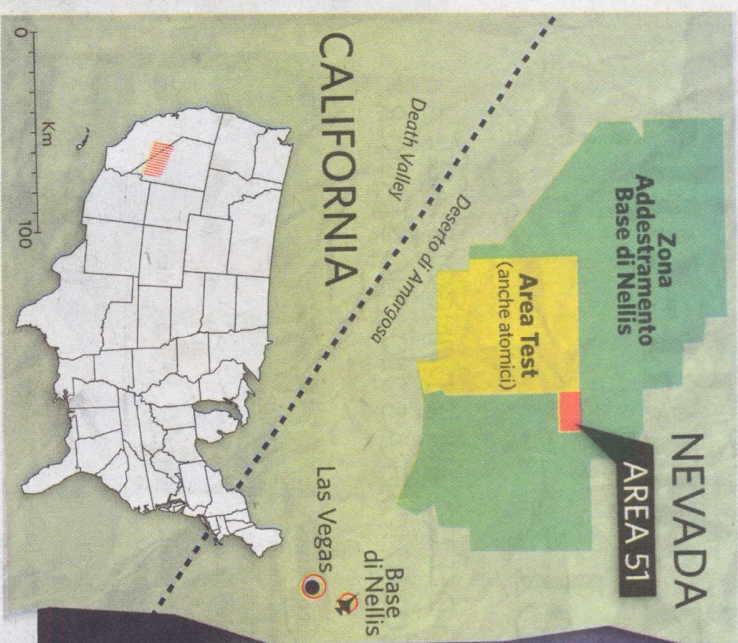 NEVADA
AREA 51
Zona
Addestramento
Base di Nellis
Area Test
(anche atomici)
Deserto di Amargosa
Death Valley
CALIFORNIA
Base
di Nellis
Las Vegas
Km
0
100